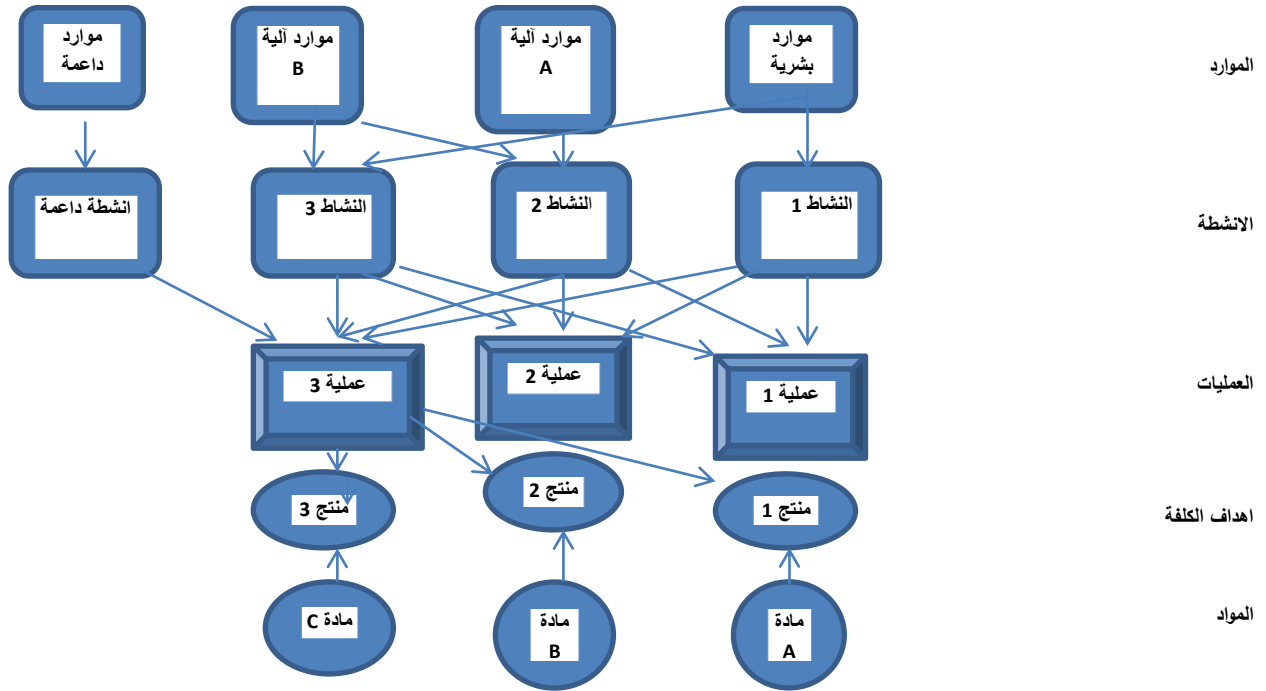 الموارد
موارد
بشرية
موارد آلية
A
موارد آلية
B
موارد
داعمة
الانشطة
النشاط 1
النشاط 2
النشاط 3
انشطة داعمة
العمليات
عملية 1
عملية 2
عملية 3
اهداف الكلفة
منتج 1
منتج 2
منتج 3
المواد
مادة
A
مادة
B
مادة C